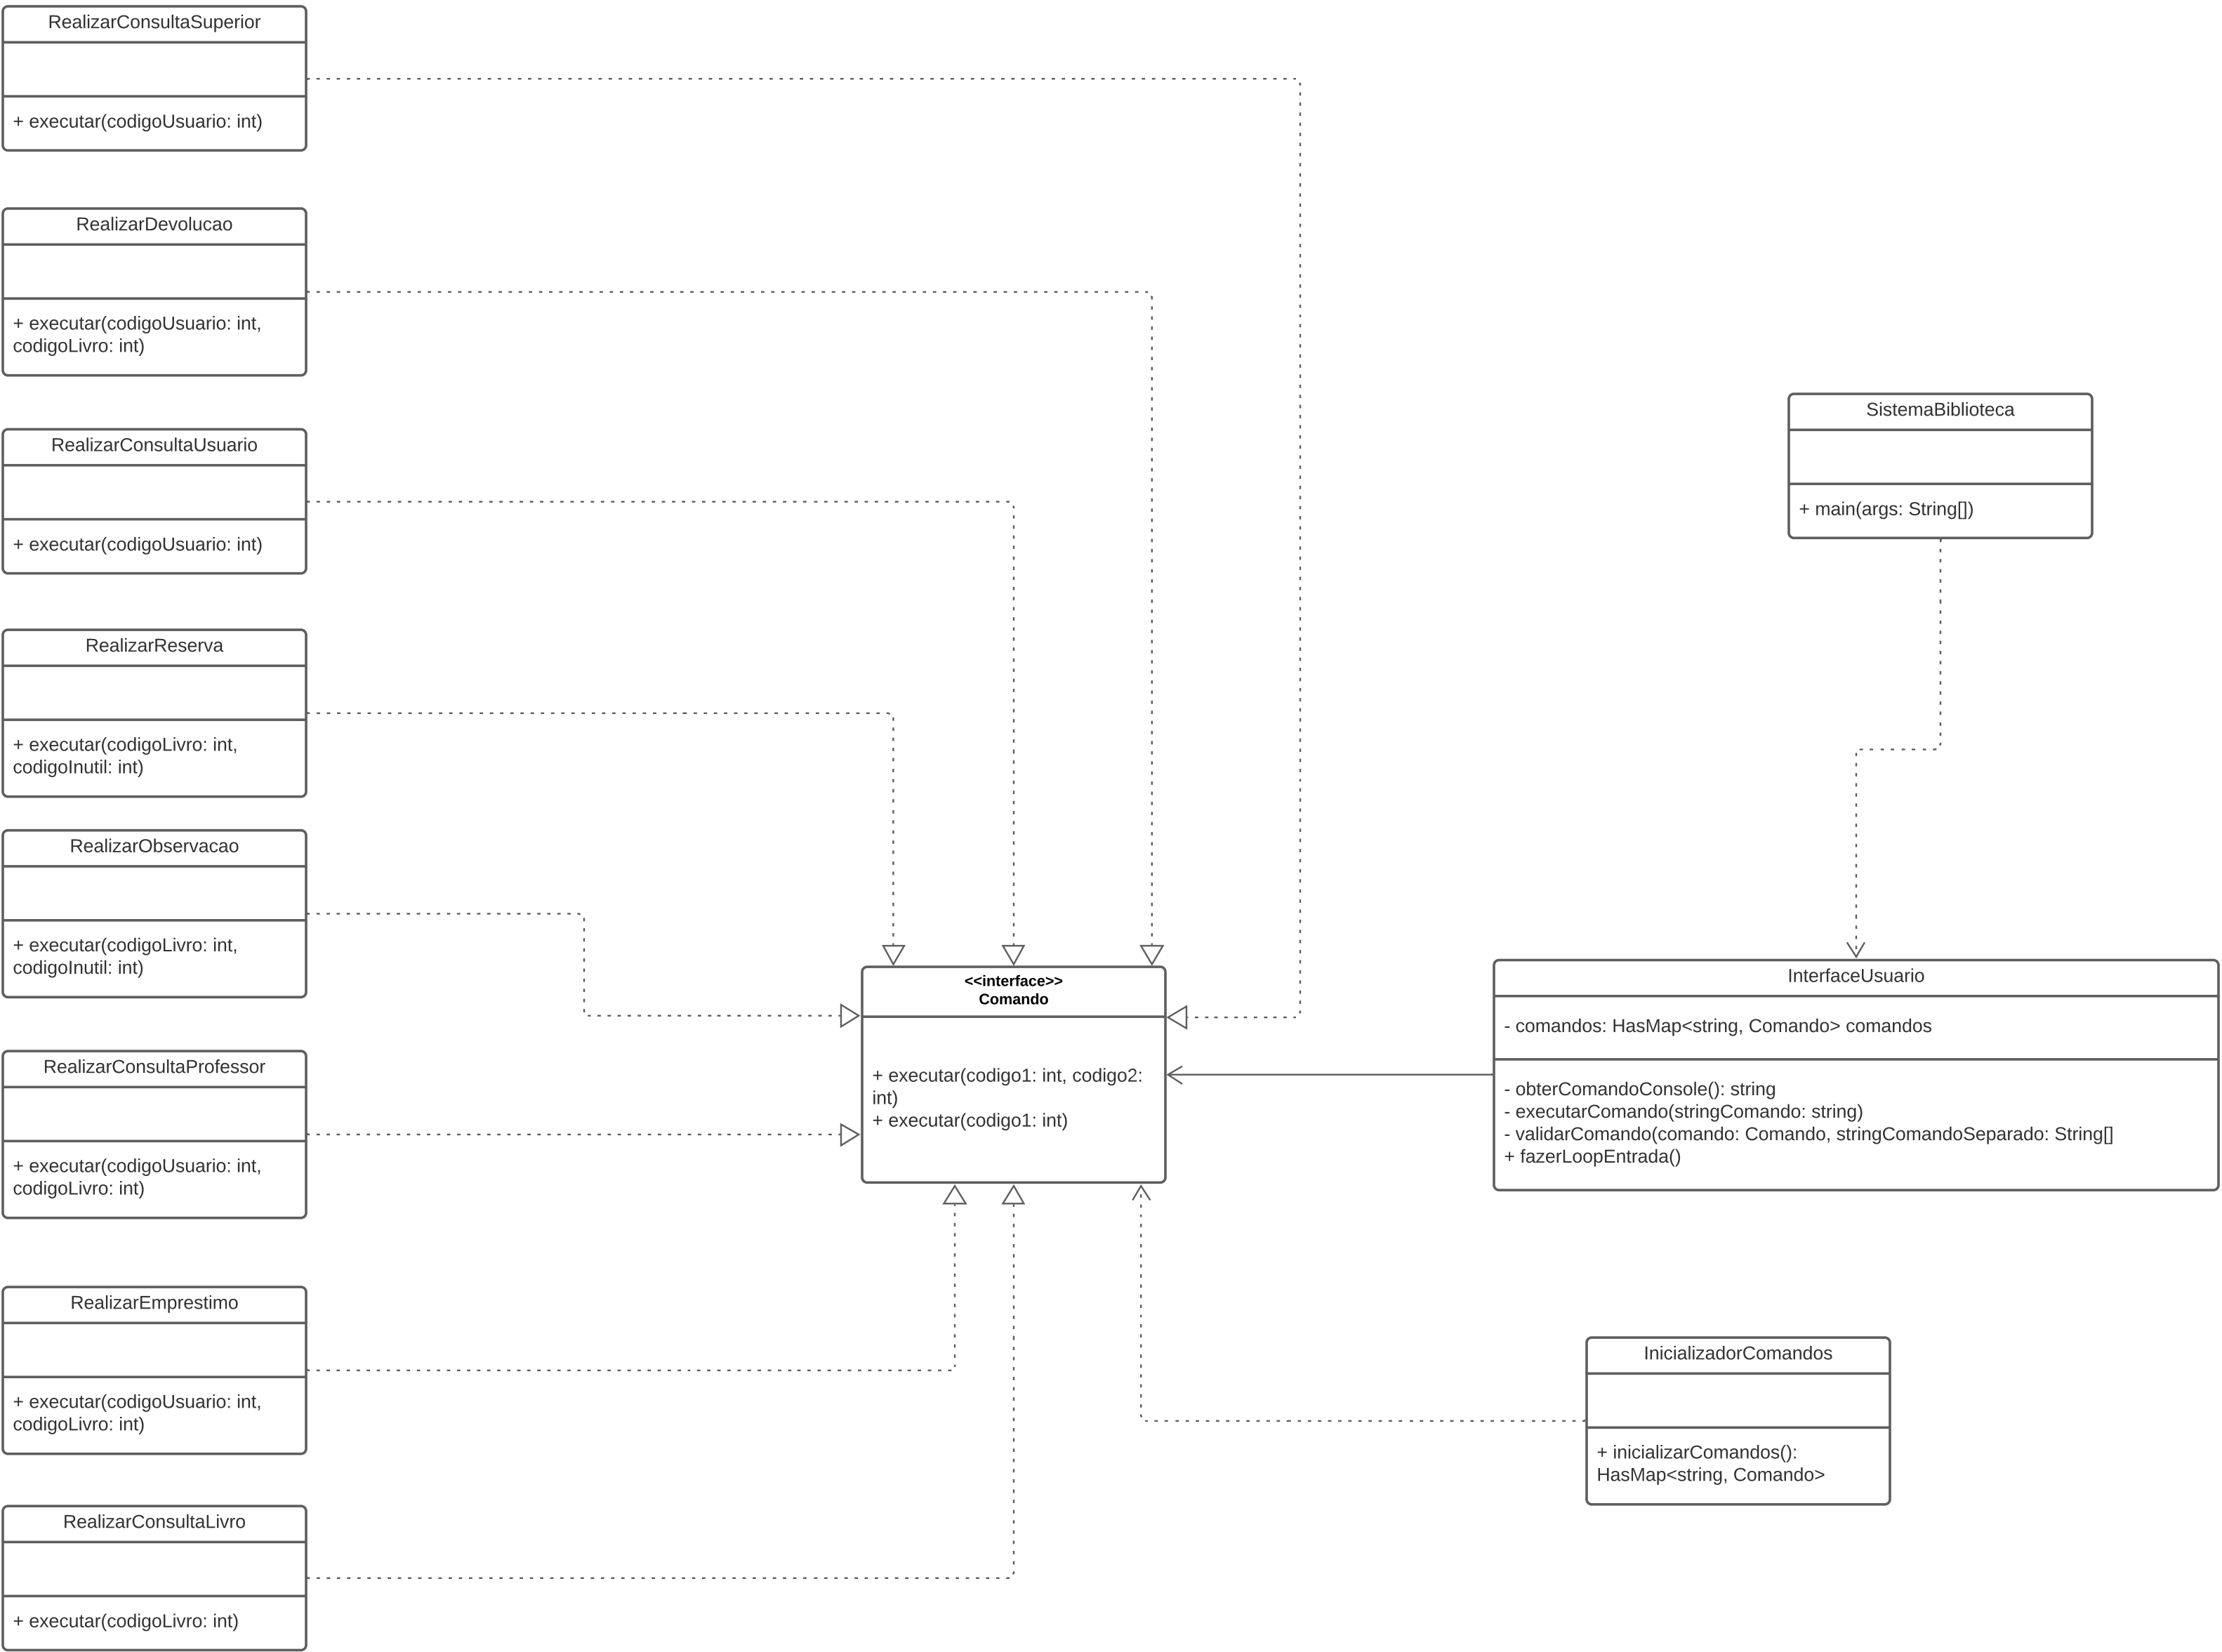 RealizarConsultaSuperior
+ executar(codigoUsuario: int)
RealizarDevolucao
+ executar(codigoUsuario: int,
codigoLivro: int)
RealizarConsultaUsuario
+ executar(codigoUsuario: int)
RealizarReserva
+ executar(codigoLivro: int,
codigoInutil: int)
RealizarObservacao
+ executar(codigoLivro: int,
codigoInutil: int)
RealizarConsultaProfessor
+ executar(codigoUsuario: int,
codigoLivro: int)
RealizarEmprestimo
+ executar(codigoUsuario: int,
codigoLivro: int)
RealizarConsultaLivro
+ executar(codigoLivro: int)
<<interface>>
Comando
+ executar(codigo1: int, codigo2:
int)
+ executar(codigo1: int)
SistemaBiblioteca
+ main(args: String[])
InterfaceUsuario
- comandos: HasMap<string, Comando> comandos
- obterComandoConsole(): string
- executarComando(stringComando: string)
- validarComando(comando: Comando, stringComandoSeparado: String[]
+ fazerLoopEntrada()
InicializadorComandos
+ inicializarComandos():
HasMap<string, Comando>